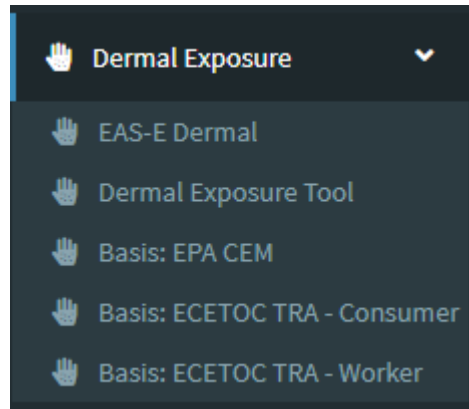 Dermal Exposure
EAS-E Dermal
Dermal Exposure Tool
Basis: EPA CEM
Basis: ECETOC TRA - Consumer
Basis: ECETOC TRA - Worker